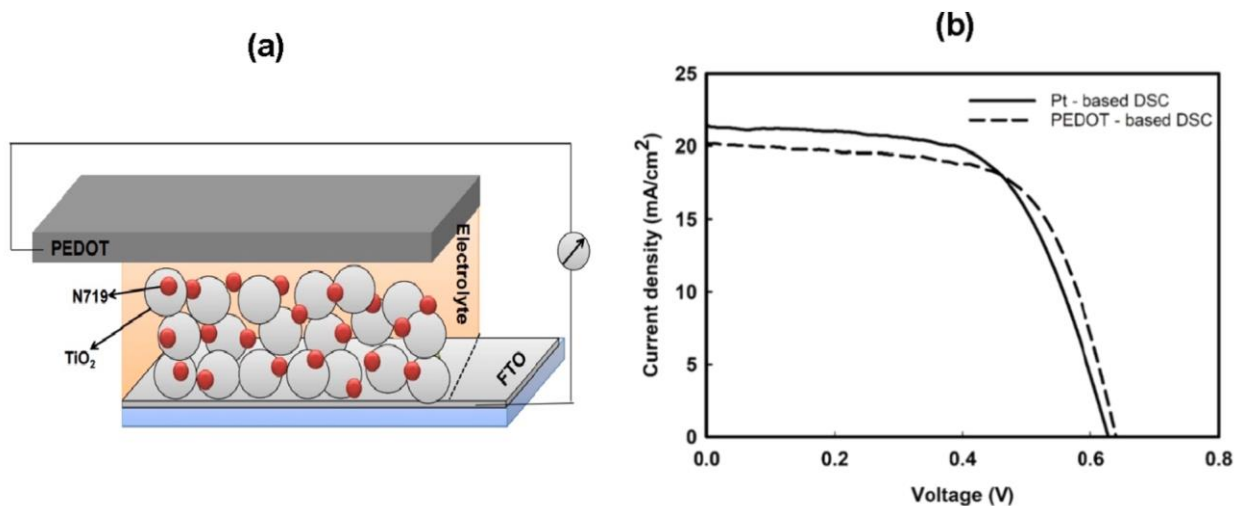 (a)
PEDOT
Electrolyte
N719
TiO2
FTO
(b)
25
20
15
10
5
0
0.0 0.2 0.4 0.6 0.8
Current density (mA/cm2)
Voltage (V)
Pt - based DSC
PEDOT - based DSC